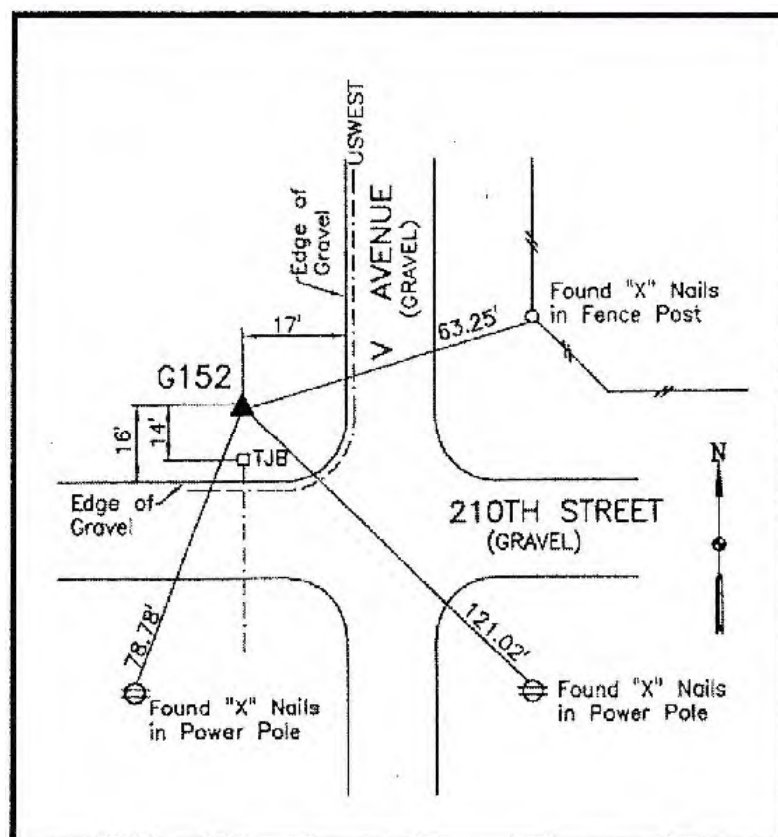 USWEST
Edge of
Gravel
V AVENUE
(GRAVEL)
Found "X" Nails
in Fence Post
63.25'
17'
G152
16'
14'
TJB
Edge of
Gravel
N
210TH STREET
(GRAVEL)
78.78'
121.02'
Found "X" Nails
in Power Pole
Found "X" Nails
in Power Pole